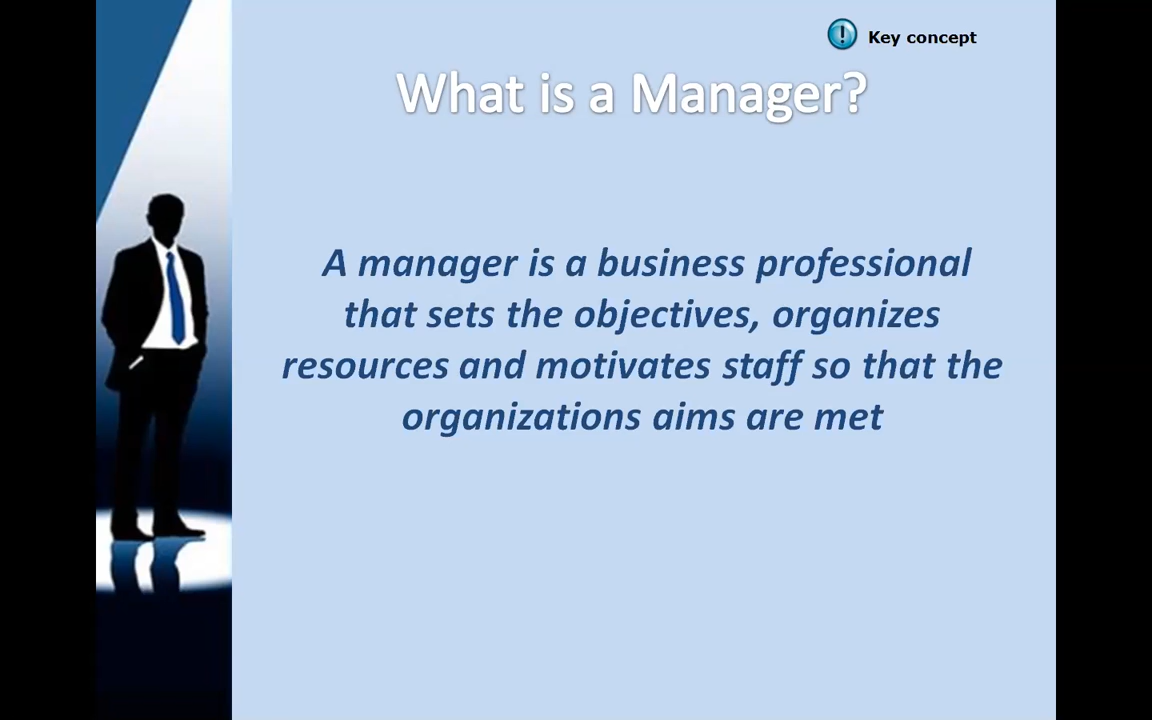 Key concept
What is a Manager?
A manager is a business professional
that sets the objectives, organizes
resources and motivates staff so that the
organizations aims are met